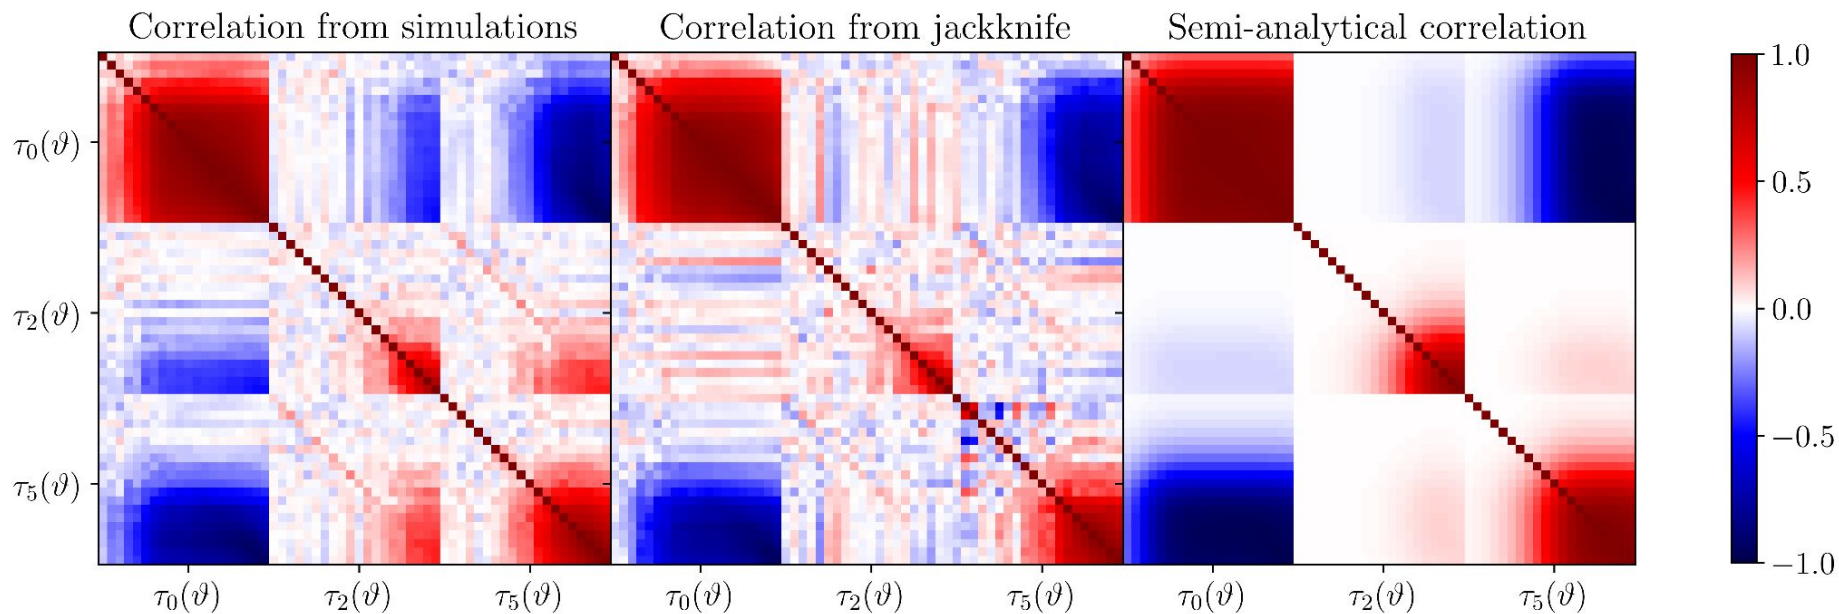 Correlation from simulations
Correlation from jackknife
Semi-analytical correlation
τ₀(ϑ)
τ₂(ϑ)
τ₅(ϑ)
τ₀(ϑ)
τ₂(ϑ)
τ₅(ϑ)
τ₀(ϑ)
τ₂(ϑ)
τ₅(ϑ)
τ₀(ϑ)
τ₂(ϑ)
τ₅(ϑ)
1.0
0.5
0.0
−0.5
−1.0